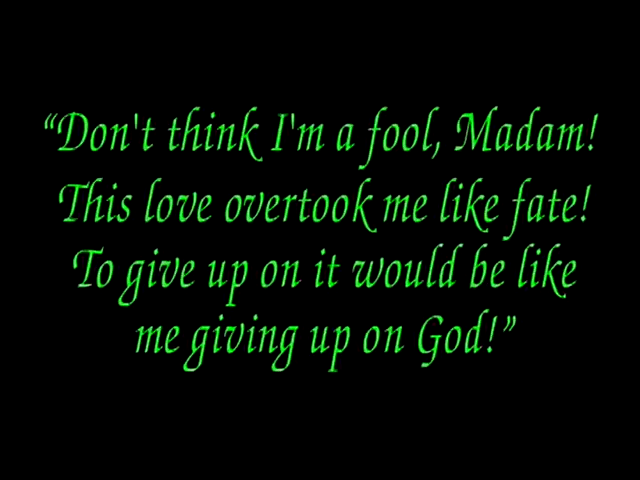 “Don't think I'm a fool, Madam!
This love overtook me like fate!
To give up on it would be like
me giving up on God!”